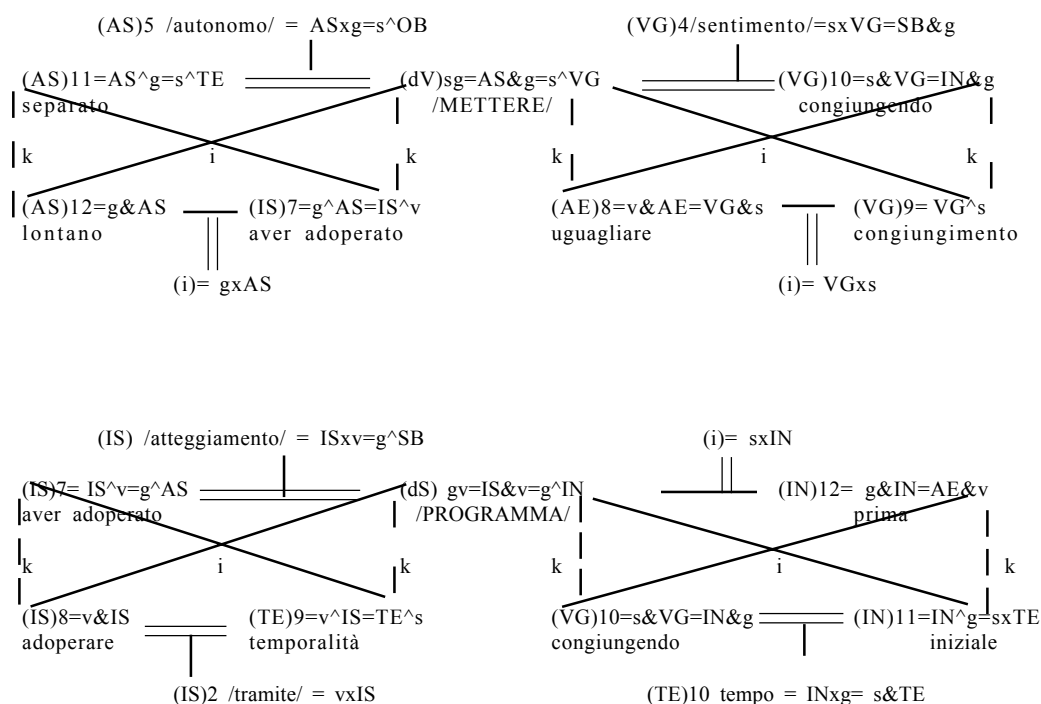 (AS)5 /autonomo/ = ASxg=s^OB (VG)4/sentimento/=sxVG=SB&g
(AS)11=AS^g=s^TE (dV)sg=AS&g=s^VG (VG)10=s&VG=IN&g
separato /METTERE/ congiungendo
k i k k i k
(AS)12=g&AS (IS)7=g^AS=IS^v (AE)8=v&AE=VG&s (VG)9= VG^s
lontano aver adoperato uguagliare congiungimento
(i)= gxAS (i)= VGxs
(IS) /atteggiamento/ = ISxv=g^SB (i)= sxIN
(IS)7= IS^v=g^AS (dS) gv=IS&v=g^IN (IN)12= g&IN=AE&v
aver adoperato /PROGRAMMA/ prima
k i k k i k
(IS)8=v&IS (TE)9=v^IS=TE^s (VG)10=s&VG=IN&g (IN)11=IN^g=sxTE
adoperare temporalità congiungendo iniziale
(IS)2 /tramite/ = vxIS (TE)10 tempo = INxg= s&TE